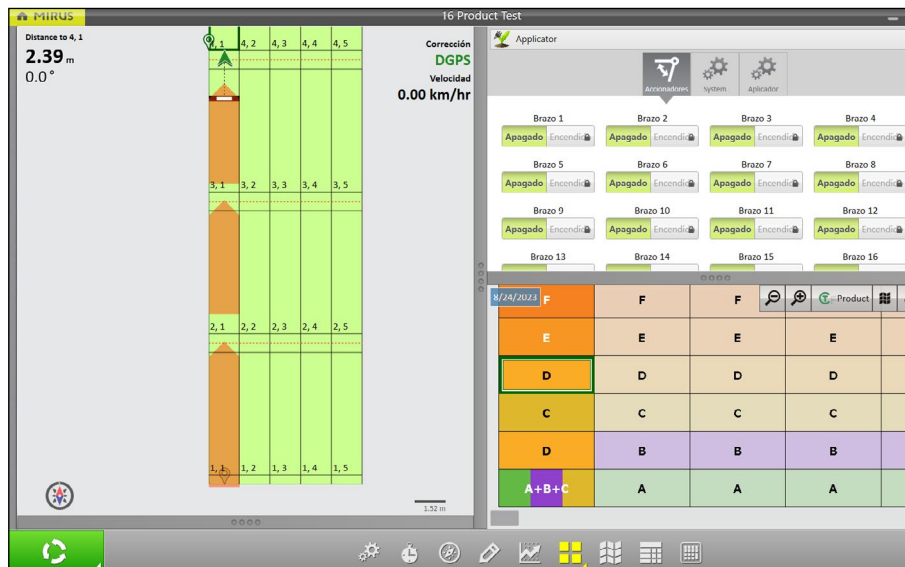 MIRUS
16 Product Test
Distance to 4, 1
2.39 m
0.0°
4, 1 4, 2 4, 3 4, 4 4, 5
Corrección
DGPS
Velocidad
0.00 km/hr
3, 1 3, 2 3, 3 3, 4 3, 5
2, 1 2, 2 2, 3 2, 4 2, 5
1, 1 1, 2 1, 3 1, 4 1, 5
1.52 m
Applicator
Accionadores System Aplicador
Brazo 1 Brazo 2 Brazo 3 Brazo 4
Apagado Encendid Apagado Encendid Apagado Encendid Apagado Encendid
Brazo 5 Brazo 6 Brazo 7 Brazo 8
Apagado Encendid Apagado Encendid Apagado Encendid Apagado Encendid
Brazo 9 Brazo 10 Brazo 11 Brazo 12
Apagado Encendid Apagado Encendid Apagado Encendid Apagado Encendid
Brazo 13 Brazo 14 Brazo 15 Brazo 16
8/24/2023 F F F Product
E E E E
D D D D
C C C C
D B B B
A+B+C A A A